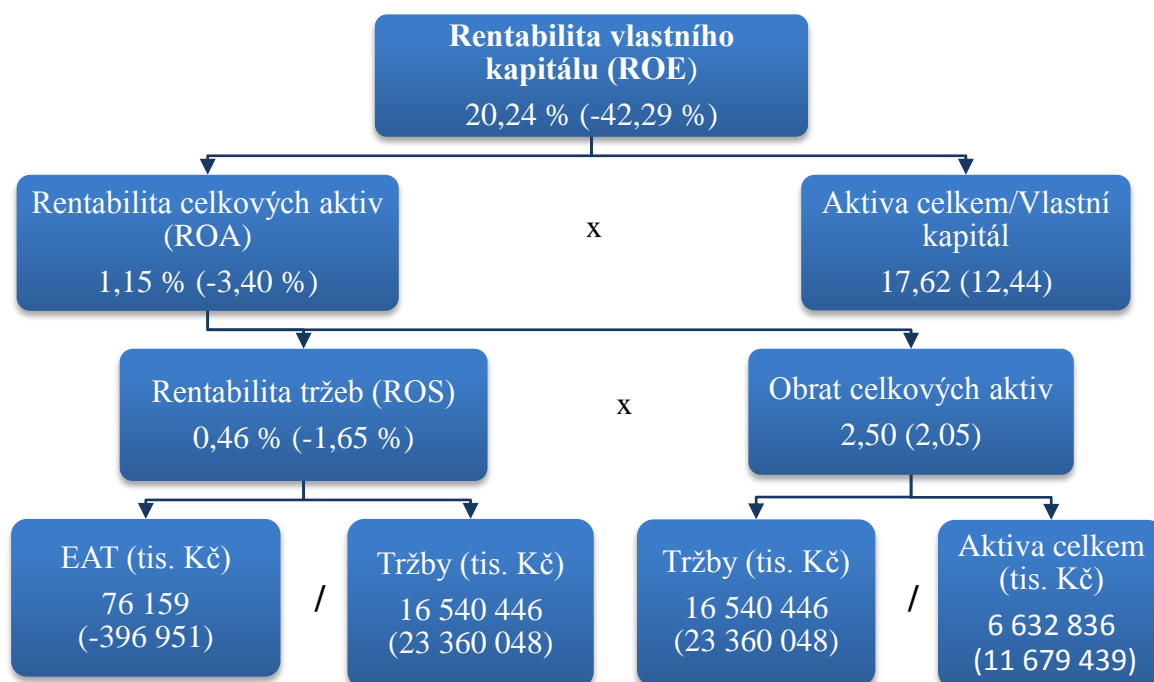 Rentabilita vlastního
kapitálu (ROE)
20,24 % (-42,29 %)
Rentabilita celkových aktiv
(ROA)
1,15 % (-3,40 %)
x
Aktiva celkem/Vlastní
kapitál
17,62 (12,44)
Rentabilita tržeb (ROS)
0,46 % (-1,65 %)
x
Obrat celkových aktiv
2,50 (2,05)
EAT (tis. Kč)
76 159
(-396 951)
/
Tržby (tis. Kč)
16 540 446
(23 360 048)
Tržby (tis. Kč)
16 540 446
(23 360 048)
/
Aktiva celkem
(tis. Kč)
6 632 836
(11 679 439)